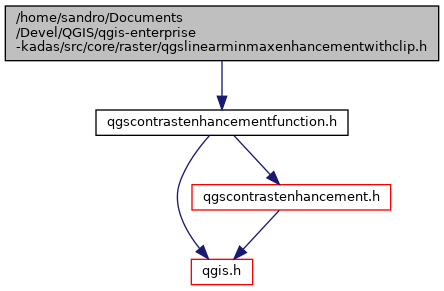 /home/sandro/Documents
/Devel/QGIS/qgis-enterprise
-kadas/src/core/raster/qgslinearminmaxenhancementwithclip.h
qgscontrastenhancementfunction.h
qgscontrastenhancement.h
qgis.h